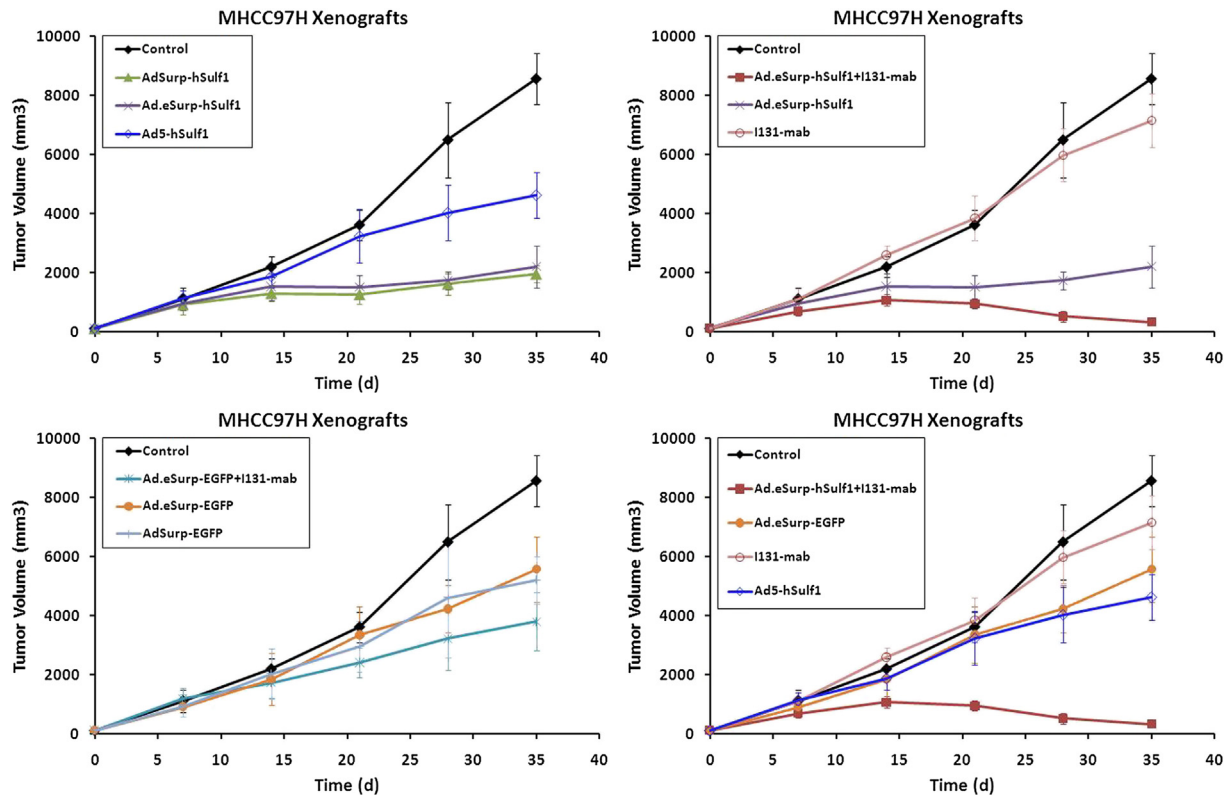 MHCC97H Xenografts
10000
8000
6000
4000
2000
0
Tumor Volume (mm3)
Control
AdSurp-hSulf1
Ad.eSurp-hSulf1
Ad5-hSulf1
0 5 10 15 20 25 30 35 40
Time (d)
MHCC97H Xenografts
10000
8000
6000
4000
2000
0
Tumor Volume (mm3)
Control
Ad.eSurp-hSulf1+I131-mab
Ad.eSurp-hSulf1
I131-mab
0 5 10 15 20 25 30 35 40
Time (d)
MHCC97H Xenografts
10000
8000
6000
4000
2000
0
Tumor Volume (mm3)
Control
Ad.eSurp-EGFP+I131-mab
Ad.eSurp-EGFP
AdSurp-EGFP
0 5 10 15 20 25 30 35 40
Time (d)
MHCC97H Xenografts
10000
8000
6000
4000
2000
0
Tumor Volume (mm3)
Control
Ad.eSurp-hSulf1+I131-mab
Ad.eSurp-EGFP
I131-mab
Ad5-hSulf1
0 5 10 15 20 25 30 35 40
Time (d)